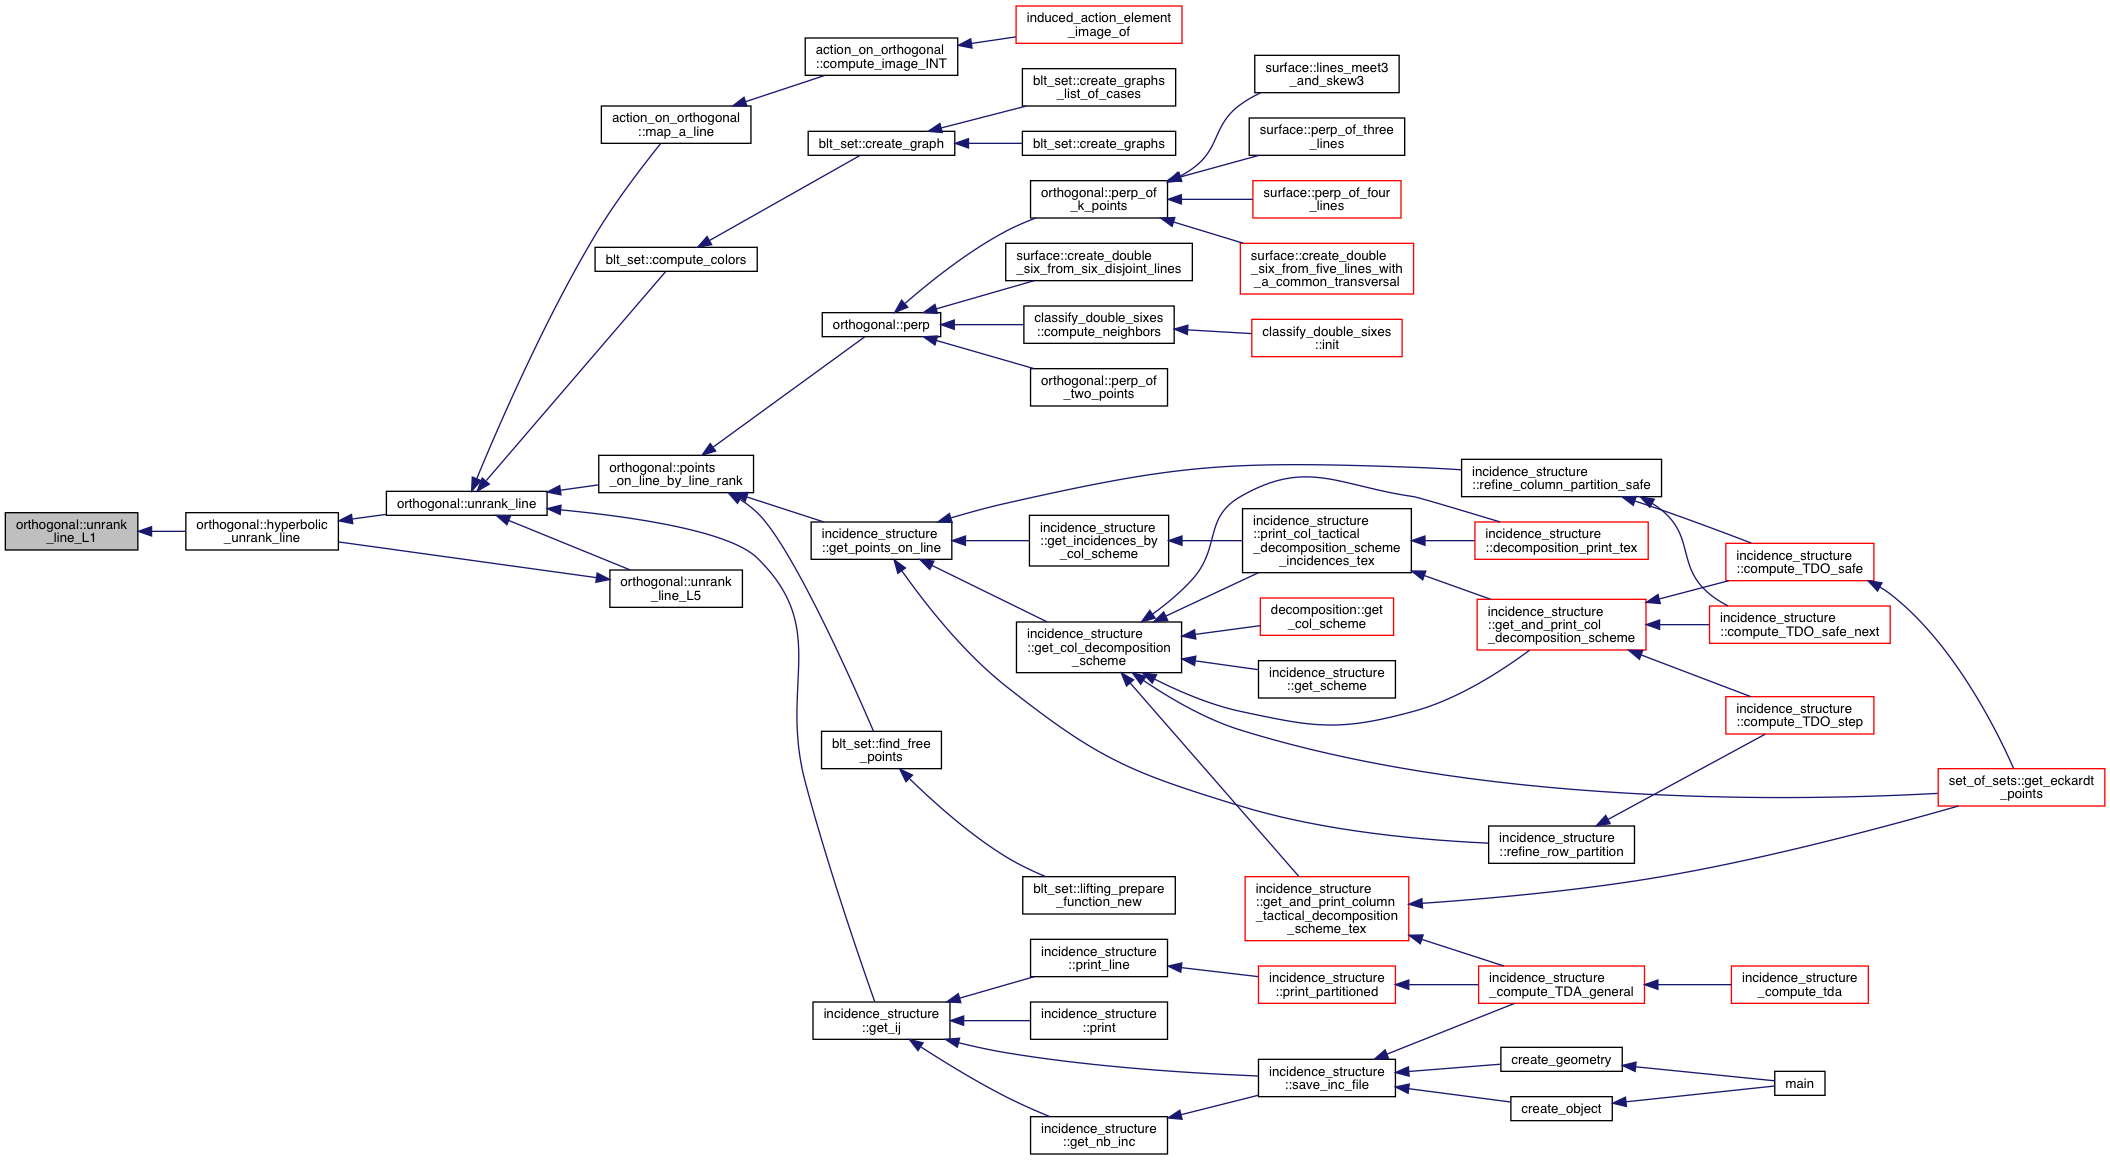 orthogonal::unrank
_line_L1
orthogonal::hyperbolic
_unrank_line
orthogonal::unrank_line
action_on_orthogonal
::map_a_line
blt_set::compute_colors
orthogonal::points
_on_line_by_line_rank
orthogonal::unrank
_line_L5
action_on_orthogonal
::compute_image_INT
blt_set::create_graph
orthogonal::perp
incidence_structure
::get_points_on_line
blt_set::find_free
_points
incidence_structure
::get_ij
induced_action_element
_image_of
blt_set::create_graphs
_list_of_cases
blt_set::create_graphs
orthogonal::perp_of
_k_points
surface::create_double
_six_from_six_disjoint_lines
classify_double_sixes
::compute_neighbors
orthogonal::perp_of
_two_points
incidence_structure
::get_incidences_by
_col_scheme
incidence_structure
::get_col_decomposition
_scheme
blt_set::lifting_prepare
_function_new
incidence_structure
::print_line
incidence_structure
::print
incidence_structure
::get_nb_inc
surface::lines_meet3
_and_skew3
surface::perp_of_three
_lines
surface::perp_of_four
_lines
surface::create_double
_six_from_five_lines_with
_a_common_transversal
classify_double_sixes
::init
incidence_structure
::print_col_tactical
_decomposition_scheme
_incidences_tex
decomposition::get
_col_scheme
incidence_structure
::get_scheme
incidence_structure
::get_and_print_column
_tactical_decomposition
_scheme_tex
incidence_structure
::print_partitioned
incidence_structure
::save_inc_file
incidence_structure
::refine_column_partition_safe
incidence_structure
::decomposition_print_tex
incidence_structure
::get_and_print_col
_decomposition_scheme
incidence_structure
::refine_row_partition
incidence_structure
_compute_TDA_general
create_geometry
create_object
incidence_structure
::compute_TDO_safe
incidence_structure
::compute_TDO_safe_next
incidence_structure
::compute_TDO_step
incidence_structure
_compute_tda
main
set_of_sets::get_eckardt
_points